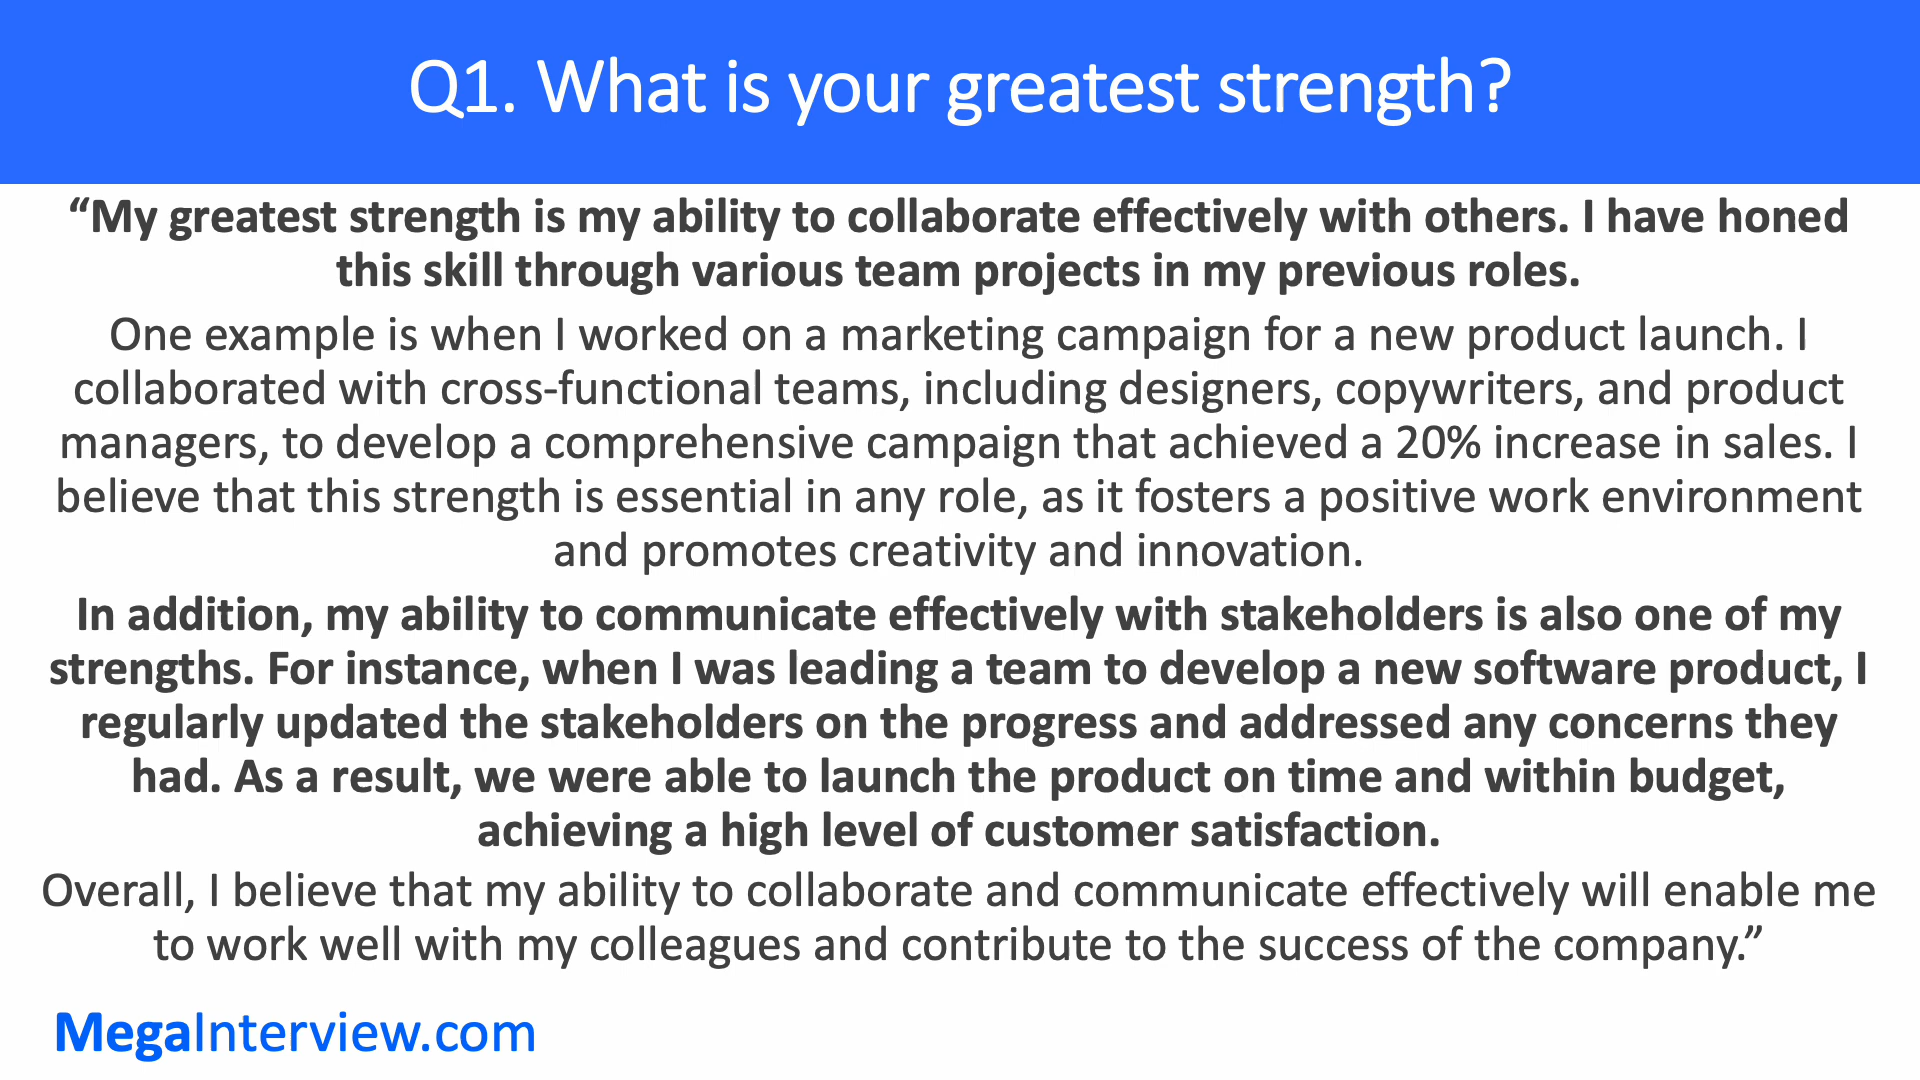 Q1. What is your greatest strength?
“My greatest strength is my ability to collaborate effectively with others. I have honed
this skill through various team projects in my previous roles.
One example is when I worked on a marketing campaign for a new product launch. I
collaborated with cross-functional teams, including designers, copywriters, and product
managers, to develop a comprehensive campaign that achieved a 20% increase in sales. I
believe that this strength is essential in any role, as it fosters a positive work environment
and promotes creativity and innovation.
In addition, my ability to communicate effectively with stakeholders is also one of my
strengths. For instance, when I was leading a team to develop a new software product, I
regularly updated the stakeholders on the progress and addressed any concerns they
had. As a result, we were able to launch the product on time and within budget,
achieving a high level of customer satisfaction.
Overall, I believe that my ability to collaborate and communicate effectively will enable me
to work well with my colleagues and contribute to the success of the company.”
MegaInterview.com